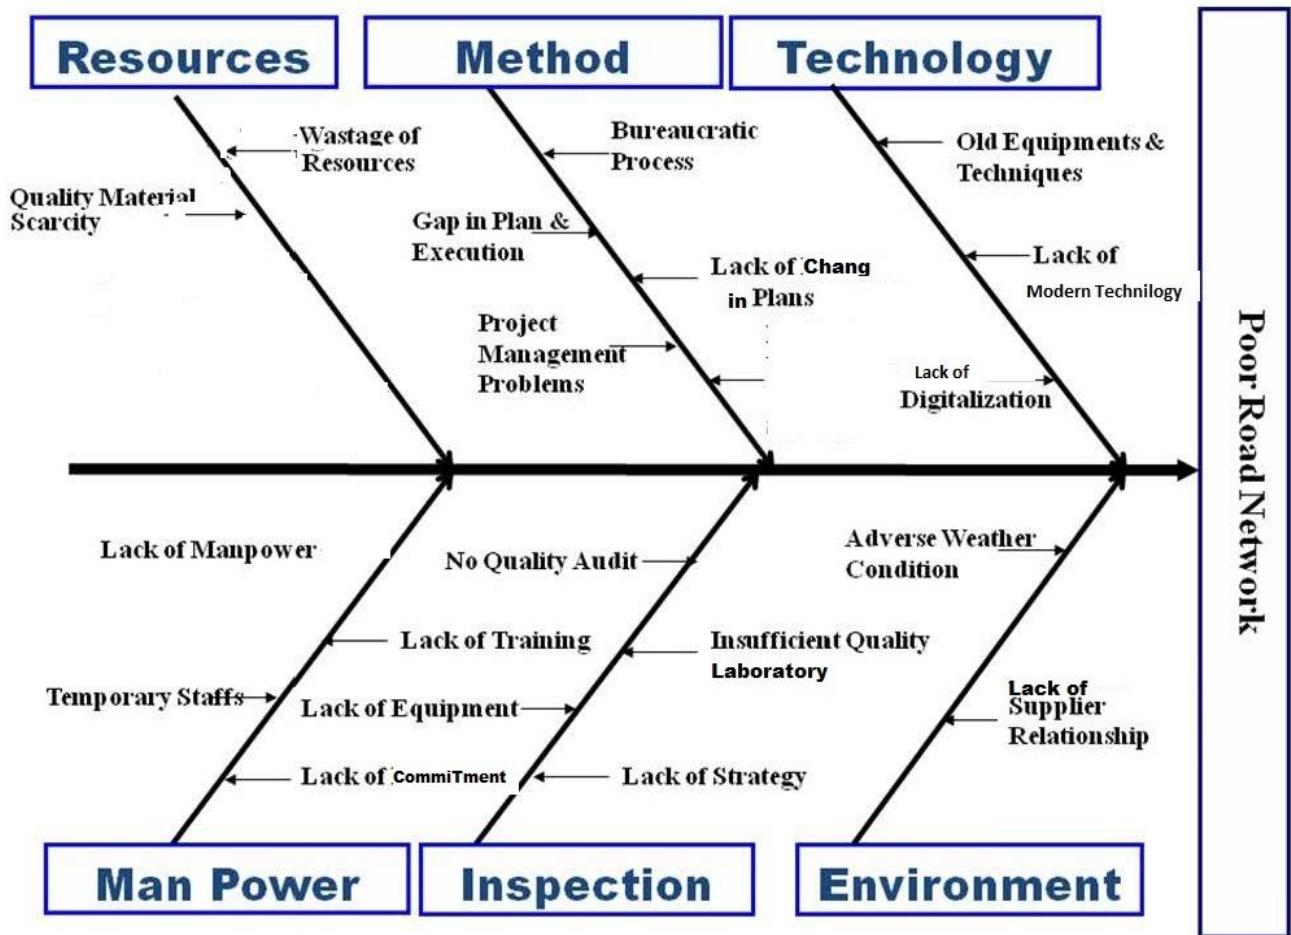 Resources
Method
Technology
Wastage of
Resources
Quality Material
Scarcity
Bureaucratic
Process
Gap in Plan &
Execution
Lack of Chang
in Plans
Project
Management
Problems
Old Equipments &
Techniques
Lack of
Modern Technilogy
Lack of
Digitalization
Poor Road Network
Lack of Manpower
Lack of Training
Temporary Staffs
Lack of CommiTment
No Quality Audit
Insufficient Quality
Laboratory
Lack of Equipment
Lack of Strategy
Adverse Weather
Condition
Lack of
Supplier
Relationship
Man Power
Inspection
Environment